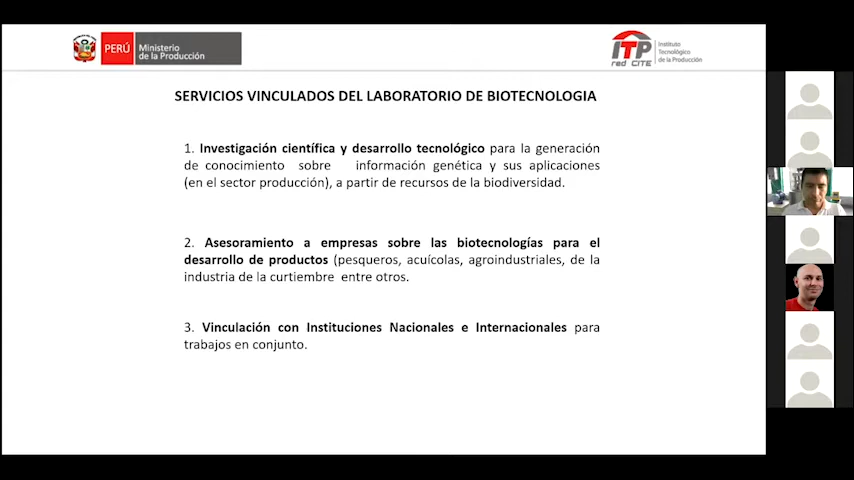 PERÚ
Ministerio
de la Producción
ITP
red CITE
Instituto
Tecnológico
de la Producción
SERVICIOS VINCULADOS DEL LABORATORIO DE BIOTECNOLOGIA
1. Investigación científica y desarrollo tecnológico para la generación
de conocimiento sobre información genética y sus aplicaciones
(en el sector producción), a partir de recursos de la biodiversidad.
2. Asesoramiento a empresas sobre las biotecnologías para el
desarrollo de productos (pesqueros, acuícolas, agroindustriales, de la
industria de la curtiembre entre otros.
3. Vinculación con Instituciones Nacionales e Internacionales para
trabajos en conjunto.